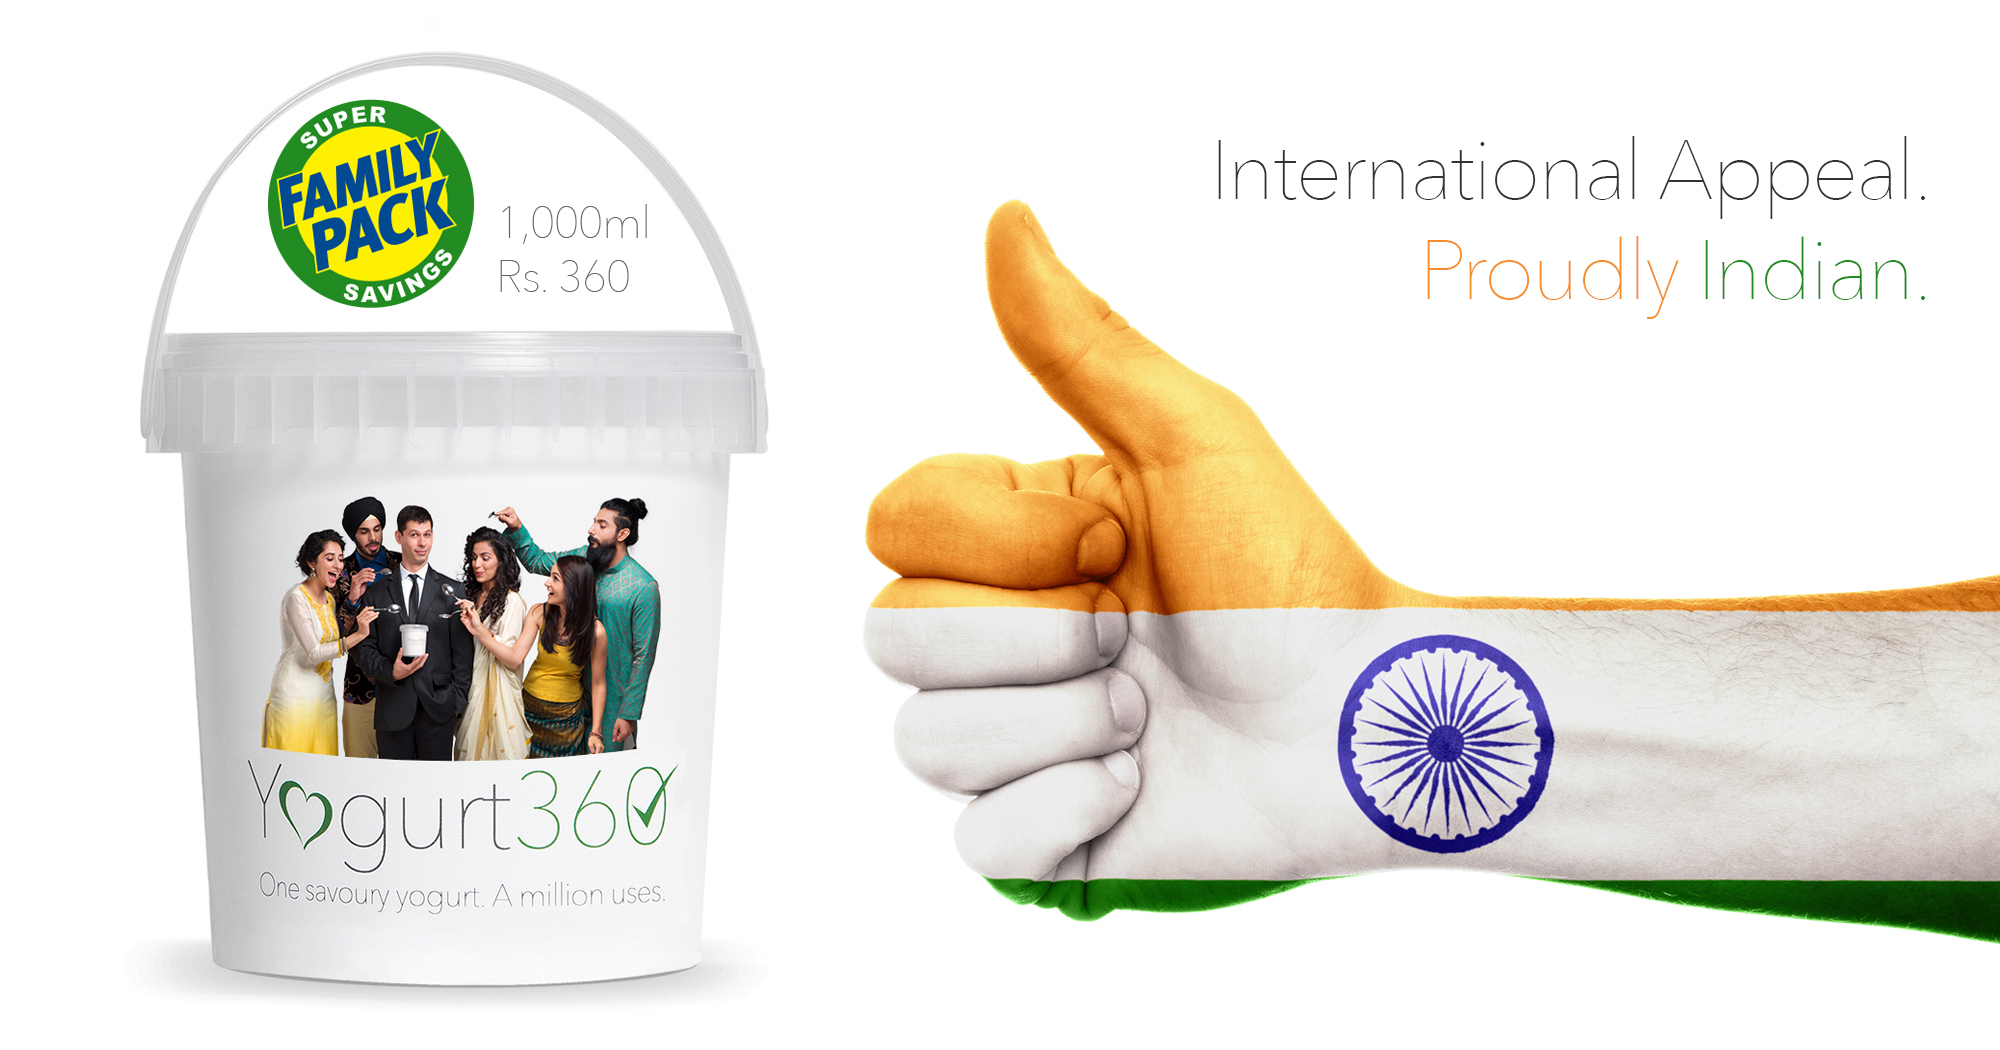 SUPER
FAMILY
PACK
SAVINGS
1,000ml
Rs. 360
Yogurt360
One savoury yogurt. A million uses.
International Appeal.
Proudly Indian.